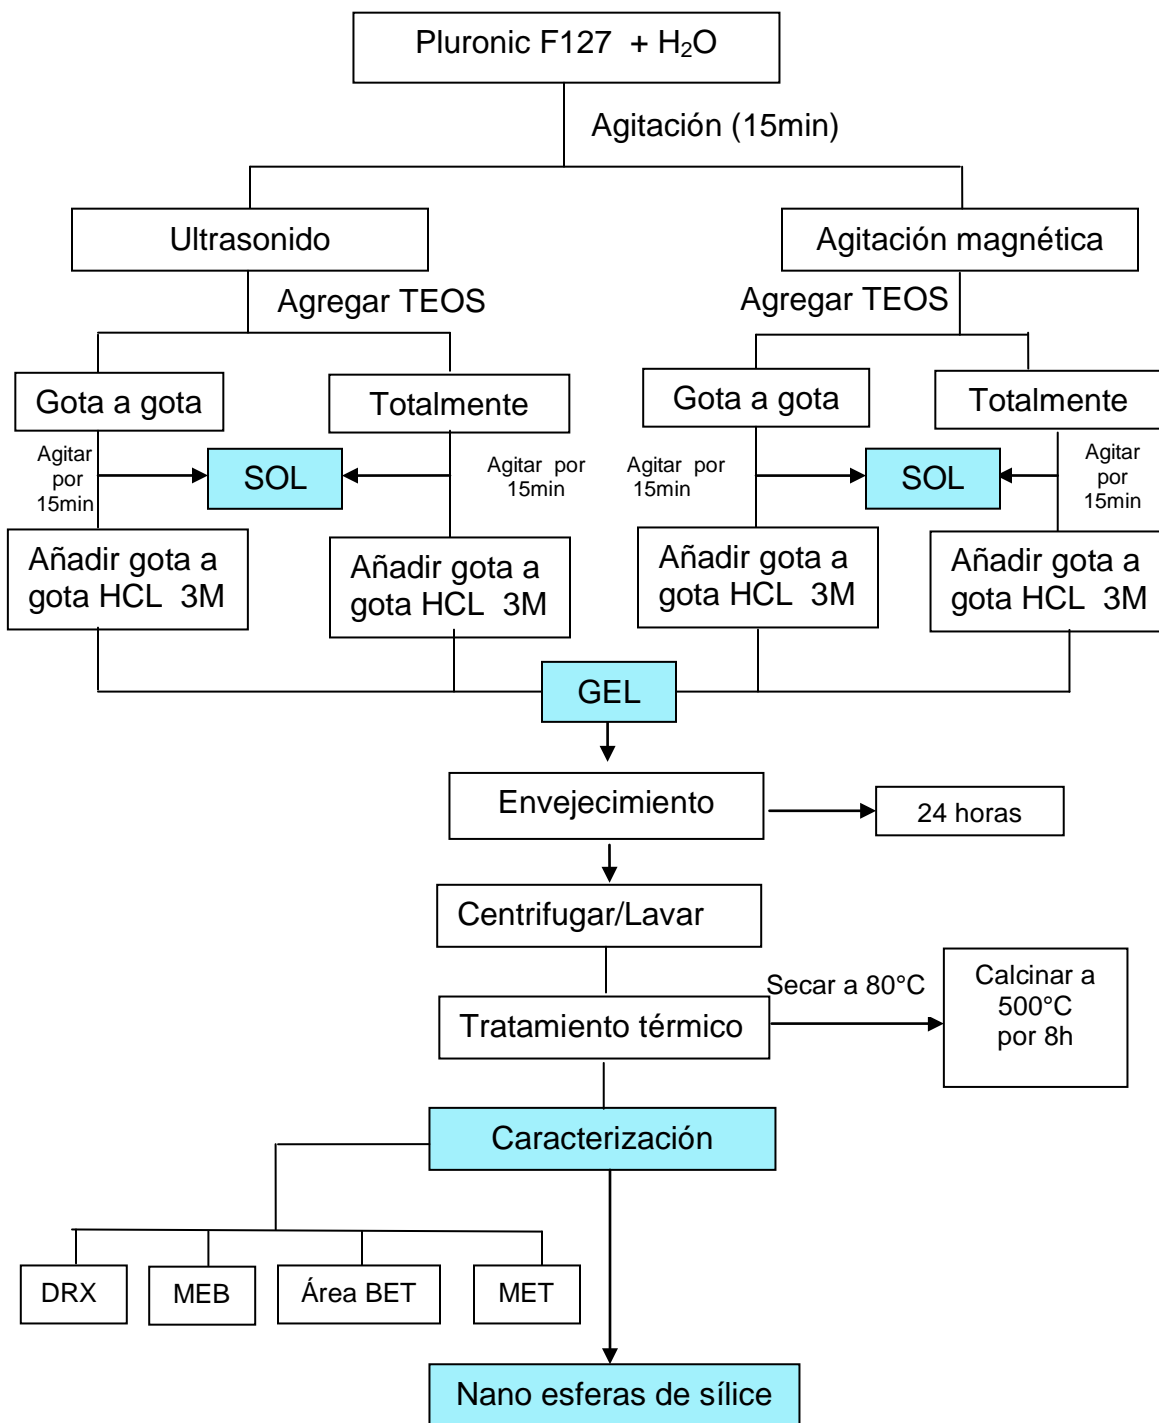 Pluronic F127 + H₂O
Agitación (15min)
Ultrasonido
Agitación magnética
Agregar TEOS
Agregar TEOS
Gota a gota
Totalmente
Gota a gota
Totalmente
Agitar
por
15min
SOL
Agitar por
15min
Agitar por
15min
SOL
Agitar
por
15min
Añadir gota a
gota HCL 3M
Añadir gota a
gota HCL 3M
Añadir gota a
gota HCL 3M
Añadir gota a
gota HCL 3M
GEL
Envejecimiento
24 horas
Centrifugar/Lavar
Tratamiento térmico
Secar a 80°C
Calcinar a
500°C
por 8h
Caracterización
DRX
MEB
Área BET
MET
Nano esferas de sílice